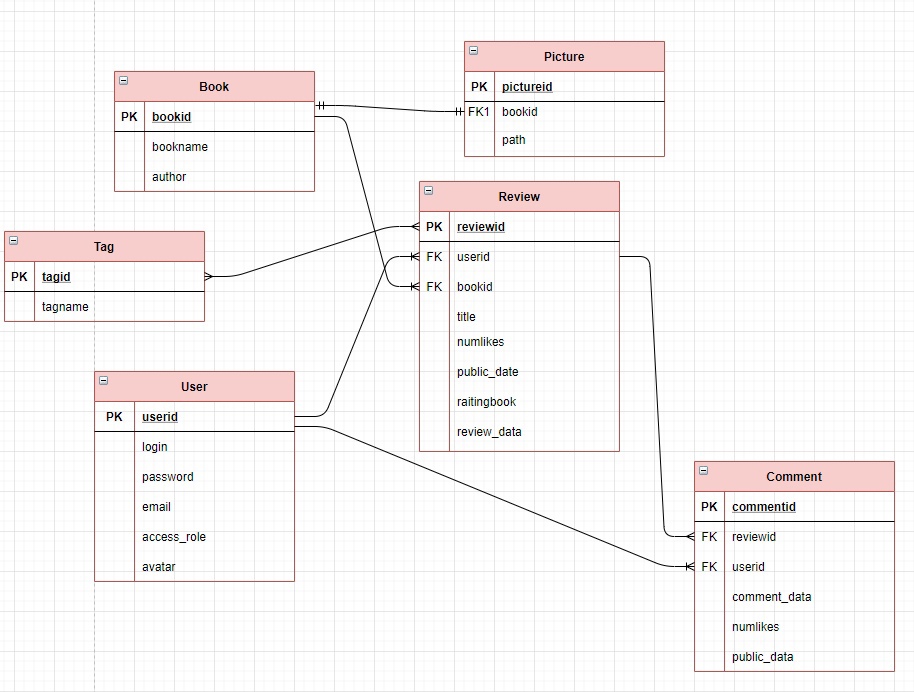 Picture
PK pictureid
FK1 bookid
path
Book
PK bookid
bookname
author
Review
PK reviewid
FK userid
FK bookid
title
numlikes
public_date
raitingbook
review_data
Tag
PK tagid
tagname
User
PK userid
login
password
email
access_role
avatar
Comment
PK commentid
FK reviewid
FK userid
comment_data
numlikes
public_data